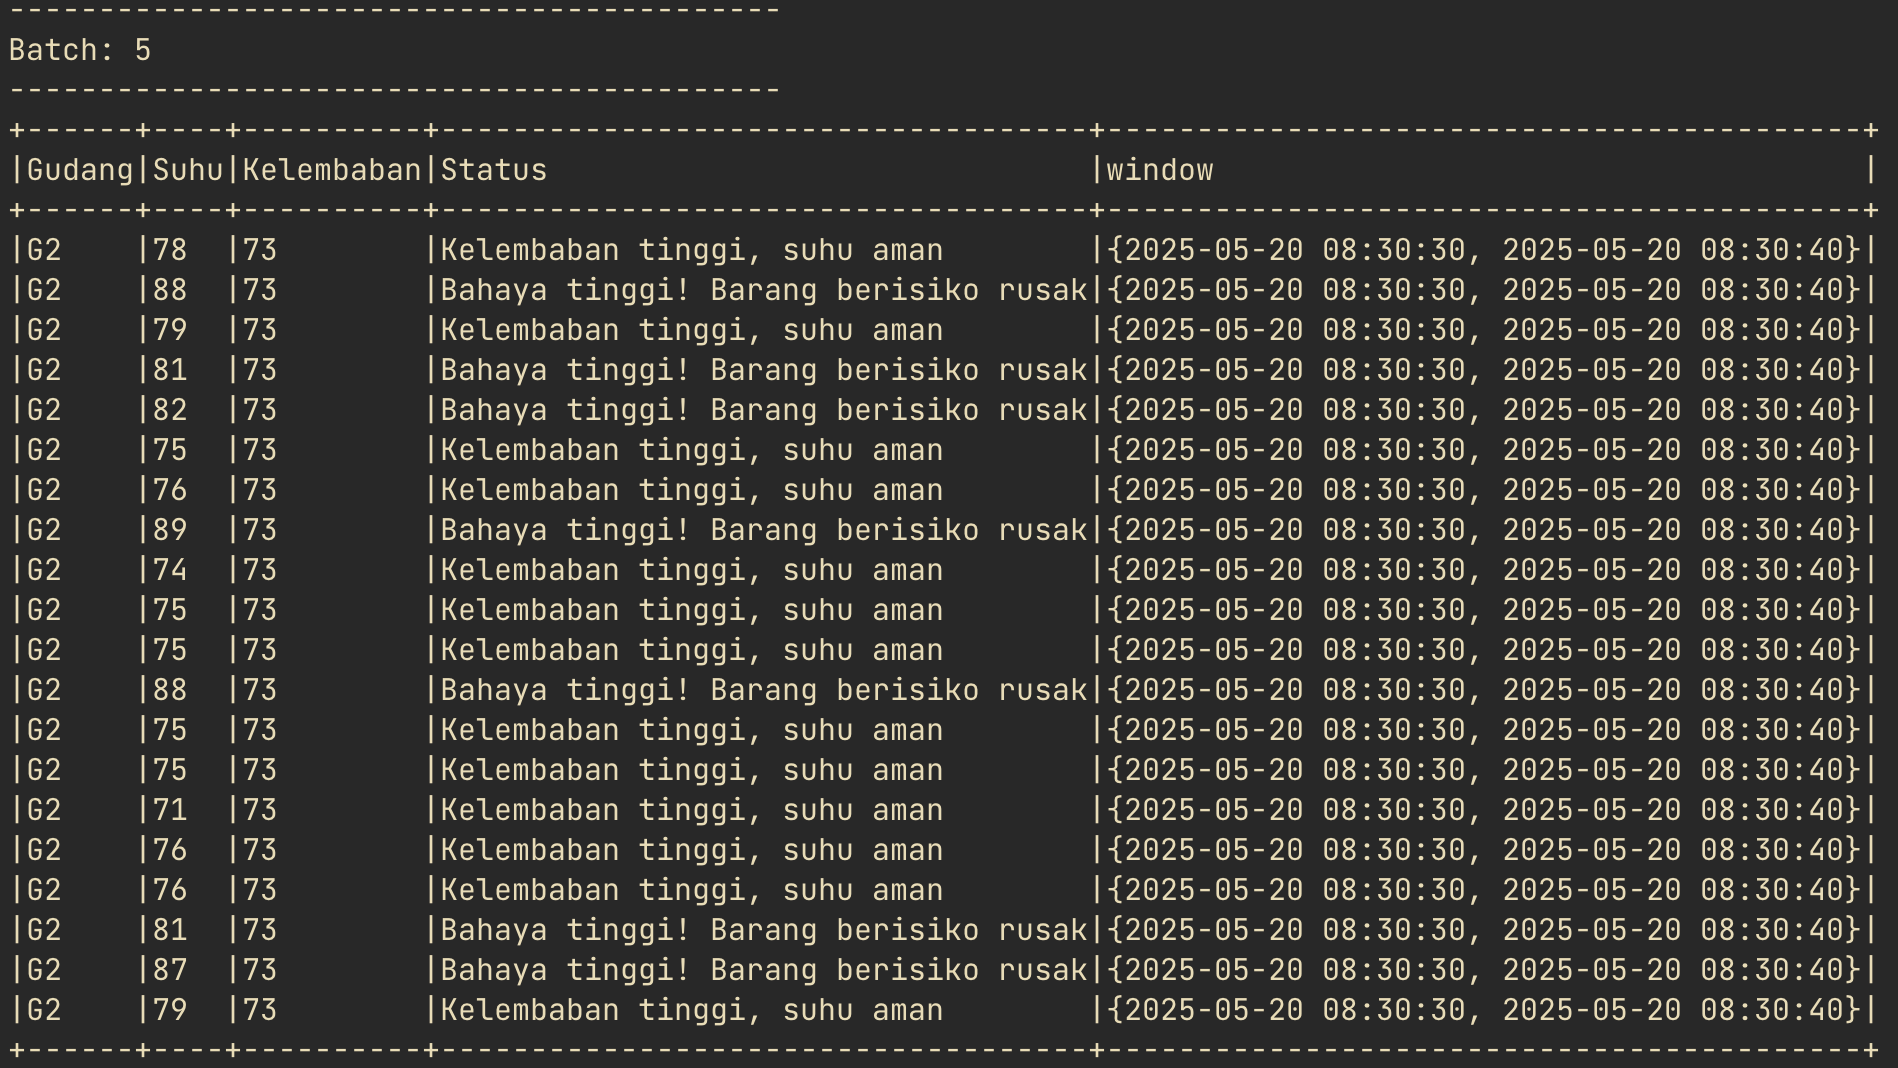 -------------------------------------------
Batch: 5
-------------------------------------------
+------+----+----------+------------------------------------+------------------------------------------+
|Gudang|Suhu|Kelembaban|Status                              |window                                    |
+------+----+----------+------------------------------------+------------------------------------------+
|G2    |78  |73        |Kelembaban tinggi, suhu aman        |{2025-05-20 08:30:30, 2025-05-20 08:30:40}|
|G2    |88  |73        |Bahaya tinggi! Barang berisiko rusak|{2025-05-20 08:30:30, 2025-05-20 08:30:40}|
|G2    |79  |73        |Kelembaban tinggi, suhu aman        |{2025-05-20 08:30:30, 2025-05-20 08:30:40}|
|G2    |81  |73        |Bahaya tinggi! Barang berisiko rusak|{2025-05-20 08:30:30, 2025-05-20 08:30:40}|
|G2    |82  |73        |Bahaya tinggi! Barang berisiko rusak|{2025-05-20 08:30:30, 2025-05-20 08:30:40}|
|G2    |75  |73        |Kelembaban tinggi, suhu aman        |{2025-05-20 08:30:30, 2025-05-20 08:30:40}|
|G2    |76  |73        |Kelembaban tinggi, suhu aman        |{2025-05-20 08:30:30, 2025-05-20 08:30:40}|
|G2    |89  |73        |Bahaya tinggi! Barang berisiko rusak|{2025-05-20 08:30:30, 2025-05-20 08:30:40}|
|G2    |74  |73        |Kelembaban tinggi, suhu aman        |{2025-05-20 08:30:30, 2025-05-20 08:30:40}|
|G2    |75  |73        |Kelembaban tinggi, suhu aman        |{2025-05-20 08:30:30, 2025-05-20 08:30:40}|
|G2    |75  |73        |Kelembaban tinggi, suhu aman        |{2025-05-20 08:30:30, 2025-05-20 08:30:40}|
|G2    |88  |73        |Bahaya tinggi! Barang berisiko rusak|{2025-05-20 08:30:30, 2025-05-20 08:30:40}|
|G2    |75  |73        |Kelembaban tinggi, suhu aman        |{2025-05-20 08:30:30, 2025-05-20 08:30:40}|
|G2    |75  |73        |Kelembaban tinggi, suhu aman        |{2025-05-20 08:30:30, 2025-05-20 08:30:40}|
|G2    |71  |73        |Kelembaban tinggi, suhu aman        |{2025-05-20 08:30:30, 2025-05-20 08:30:40}|
|G2    |76  |73        |Kelembaban tinggi, suhu aman        |{2025-05-20 08:30:30, 2025-05-20 08:30:40}|
|G2    |76  |73        |Kelembaban tinggi, suhu aman        |{2025-05-20 08:30:30, 2025-05-20 08:30:40}|
|G2    |81  |73        |Bahaya tinggi! Barang berisiko rusak|{2025-05-20 08:30:30, 2025-05-20 08:30:40}|
|G2    |87  |73        |Bahaya tinggi! Barang berisiko rusak|{2025-05-20 08:30:30, 2025-05-20 08:30:40}|
|G2    |79  |73        |Kelembaban tinggi, suhu aman        |{2025-05-20 08:30:30, 2025-05-20 08:30:40}|
+------+----+----------+------------------------------------+------------------------------------------+